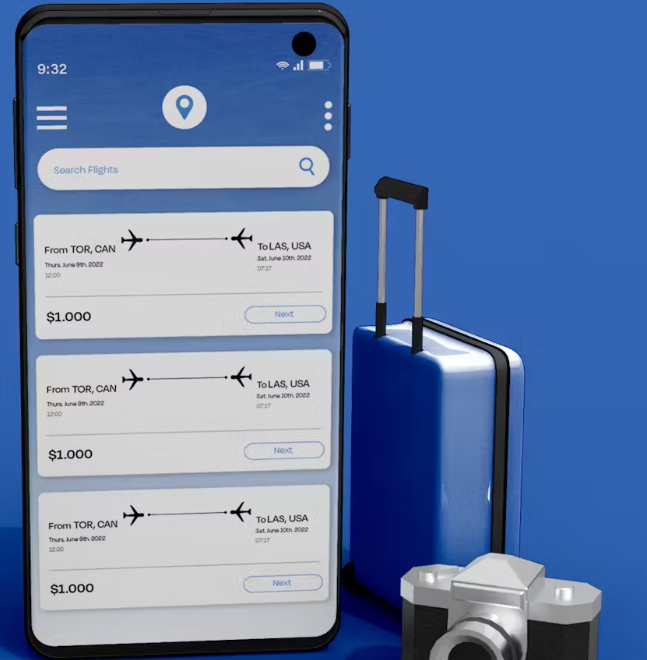 9:32
Search Flights
From TOR, CAN
To LAS, USA
Thurs. June 9th. 2022
Sat. June 10th. 2022
12:00
07:17
$1.000
Next
From TOR, CAN
To LAS, USA
Thurs. June 9th. 2022
Sat. June 10th. 2022
12:00
07:17
$1.000
Next
From TOR, CAN
To LAS, USA
Thurs. June 9th. 2022
Sat. June 10th. 2022
12:00
07:17
$1.000
Next